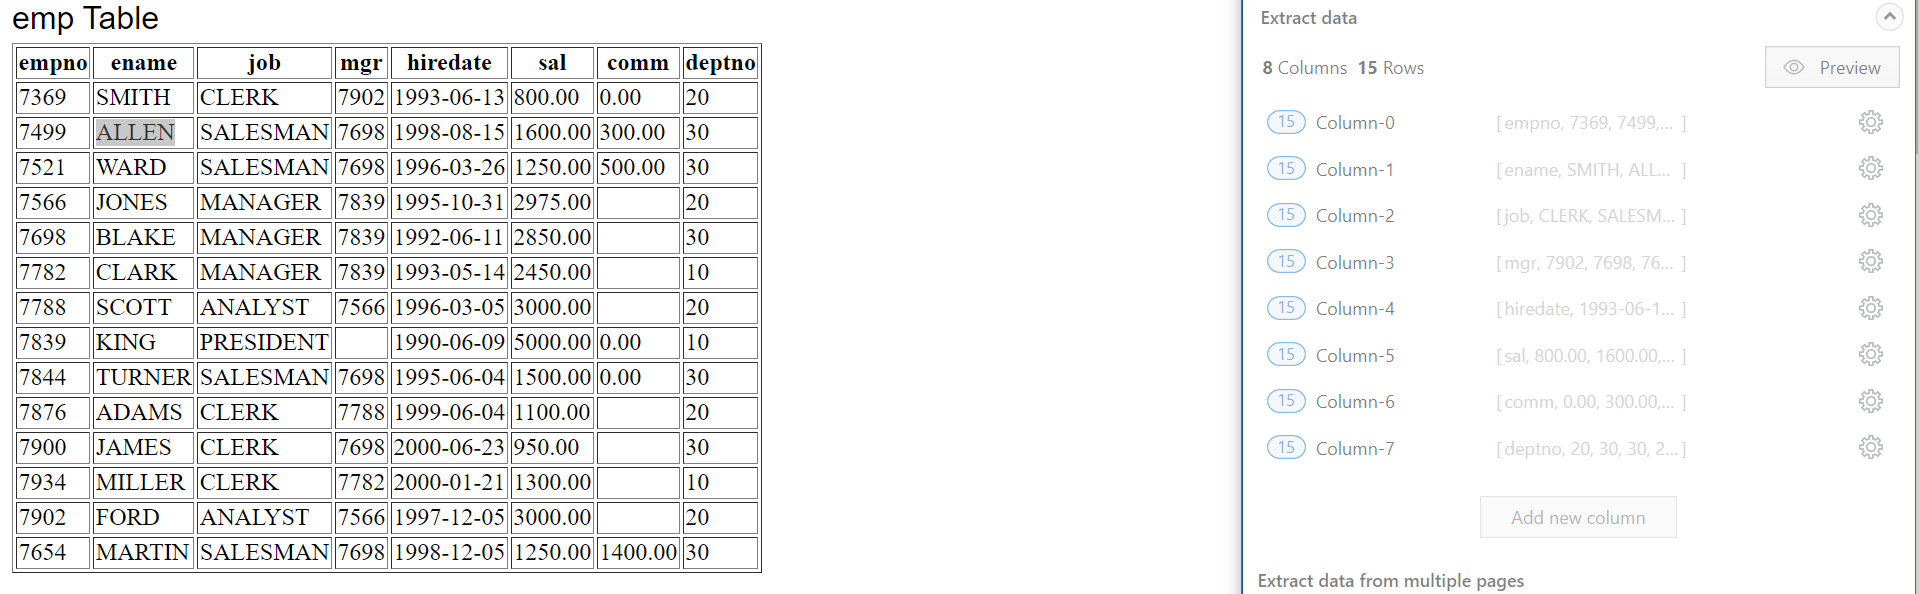 emp Table
empno ename job mgr hiredate sal comm deptno
7369 SMITH CLERK 7902 1993-06-13 800.00 0.00 20
7499 ALLEN SALESMAN 7698 1998-08-15 1600.00 300.00 30
7521 WARD SALESMAN 7698 1996-03-26 1250.00 500.00 30
7566 JONES MANAGER 7839 1995-10-31 2975.00 20
7698 BLAKE MANAGER 7839 1992-06-11 2850.00 30
7782 CLARK MANAGER 7839 1993-05-14 2450.00 10
7788 SCOTT ANALYST 7566 1996-03-05 3000.00 20
7839 KING PRESIDENT 1990-06-09 5000.00 0.00 10
7844 TURNER SALESMAN 7698 1995-06-04 1500.00 0.00 30
7876 ADAMS CLERK 7788 1999-06-04 1100.00 20
7900 JAMES CLERK 7698 2000-06-23 950.00 30
7934 MILLER CLERK 7782 2000-01-21 1300.00 10
7902 FORD ANALYST 7566 1997-12-05 3000.00 20
7654 MARTIN SALESMAN 7698 1998-12-05 1250.00 1400.00 30
Extract data
8 Columns 15 Rows Preview
15 Column-0 [ empno, 7369, 7499,... ]
15 Column-1 [ ename, SMITH, ALL... ]
15 Column-2 [ job, CLERK, SALESM... ]
15 Column-3 [ mgr, 7902, 7698, 76... ]
15 Column-4 [ hiredate, 1993-06-1... ]
15 Column-5 [ sal, 800.00, 1600.00,... ]
15 Column-6 [ comm, 0.00, 300.00,... ]
15 Column-7 [ deptno, 20, 30, 30, 2... ]
Add new column
Extract data from multiple pages